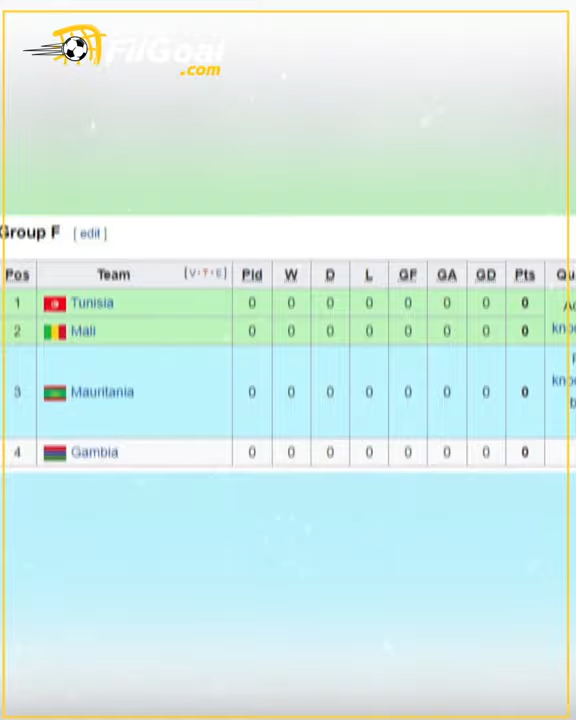 FilGoal
.com
Group F [ edit ]
Pos Team [V·T·E] Pld W D L GF GA GD Pts
1 Tunisia 0 0 0 0 0 0 0 0
2 Mali 0 0 0 0 0 0 0 0
3 Mauritania 0 0 0 0 0 0 0 0
4 Gambia 0 0 0 0 0 0 0 0